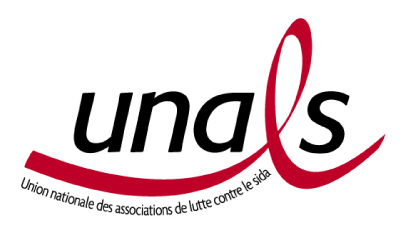 unals
Union nationale des associations de lutte contre le sida